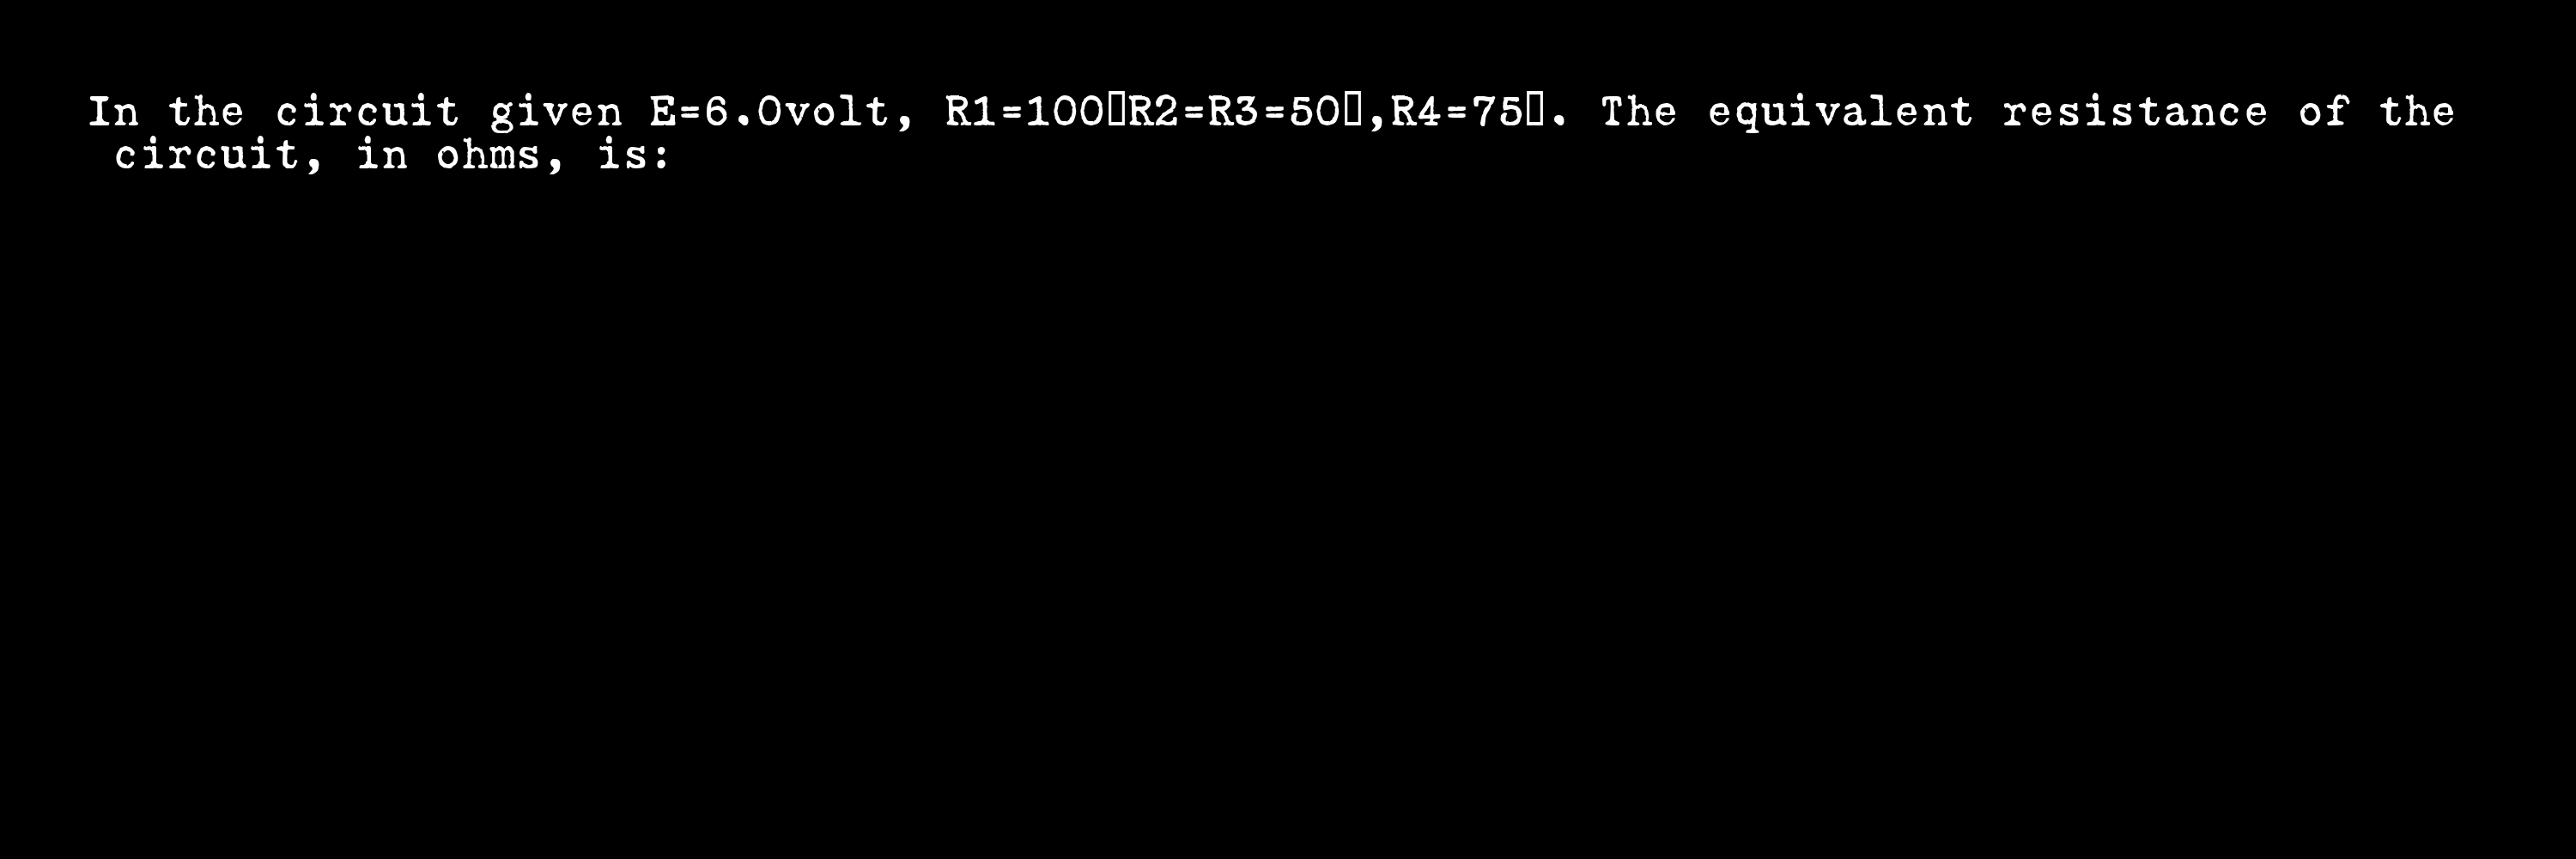 In the circuit given E=6.0volt, R1=100▯R2=R3=50▯,R4=75▯. The equivalent resistance of the
circuit, in ohms, is: